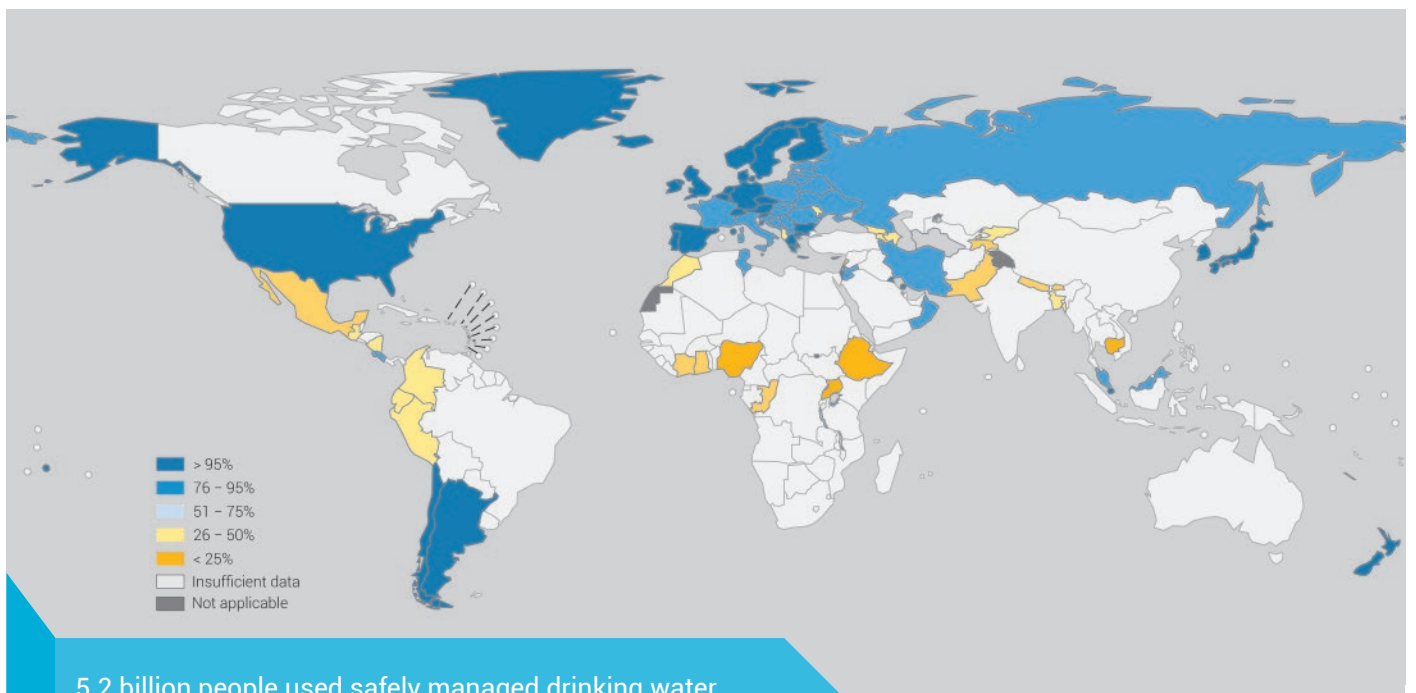 > 95%
76 – 95%
51 – 75%
26 – 50%
< 25%
Insufficient data
Not applicable
5.2 billion people used safely managed drinking water